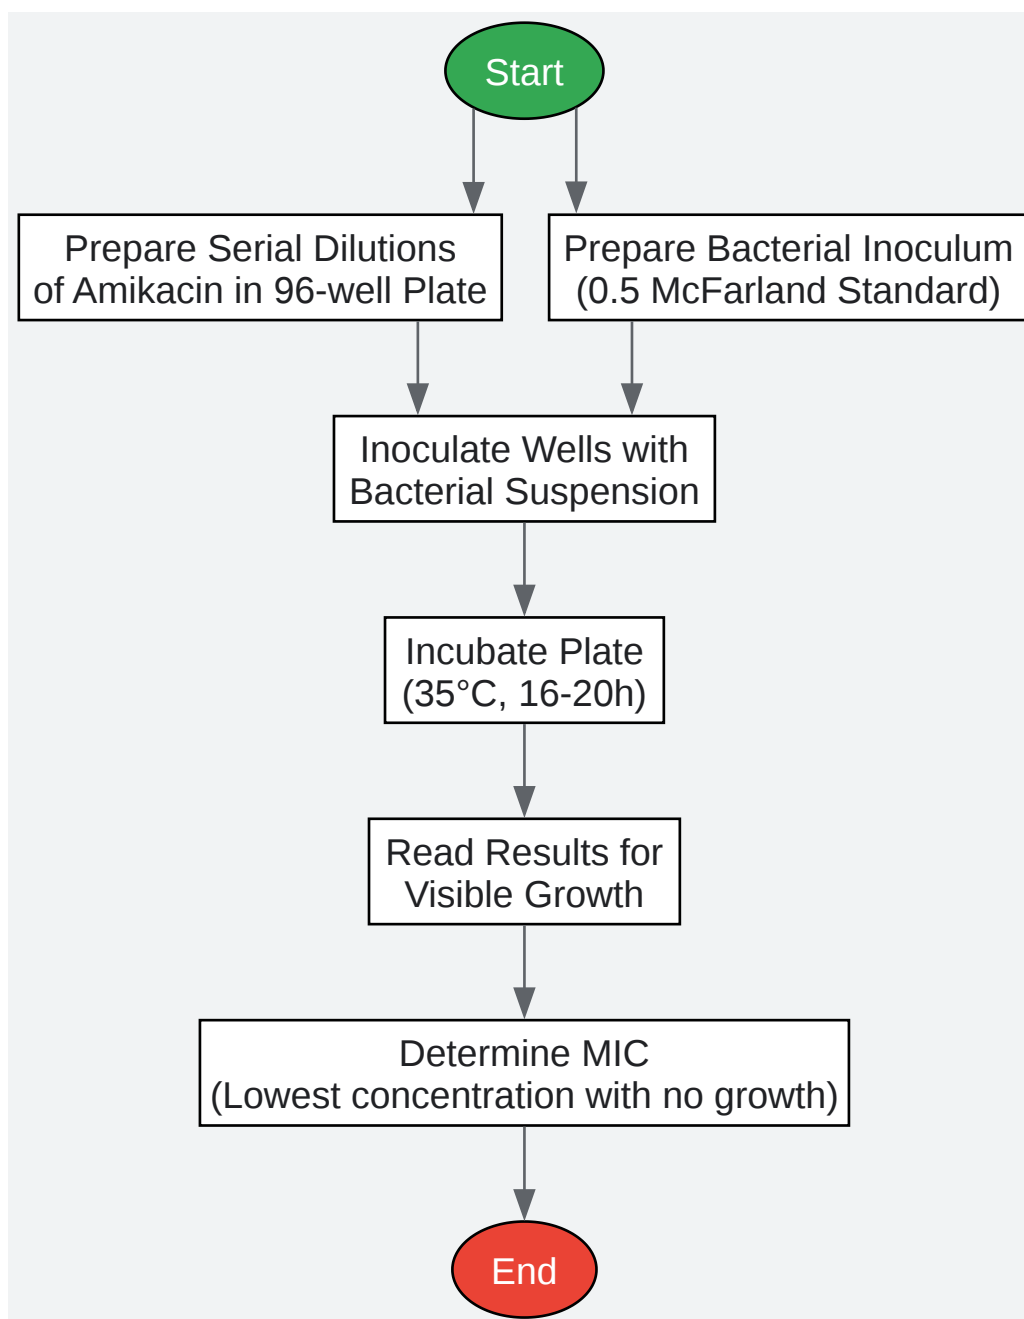 Start
Prepare Serial Dilutions
of Amikacin in 96-well Plate
Prepare Bacterial Inoculum
(0.5 McFarland Standard)
Inoculate Wells with
Bacterial Suspension
Incubate Plate
(35°C, 16-20h)
Read Results for
Visible Growth
Determine MIC
(Lowest concentration with no growth)
End